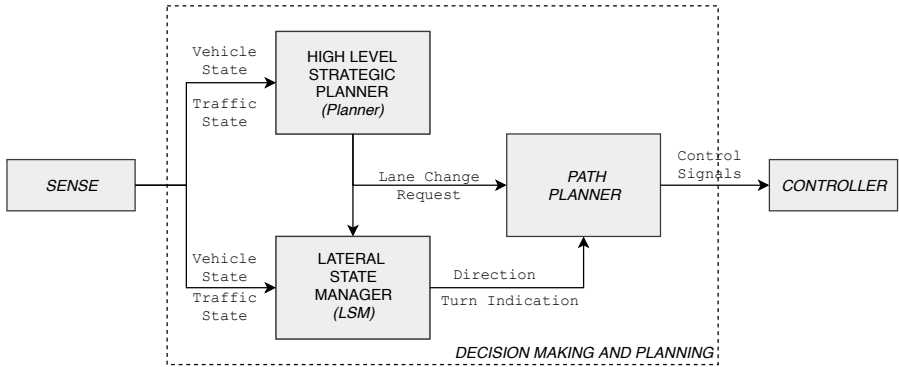 Vehicle
State
Traffic
State
HIGH LEVEL
STRATEGIC
PLANNER
(Planner)
SENSE
Lane Change
Request
PATH
PLANNER
Control
Signals
CONTROLLER
Vehicle
State
Traffic
State
LATERAL
STATE
MANAGER
(LSM)
Direction
Turn Indication
DECISION MAKING AND PLANNING